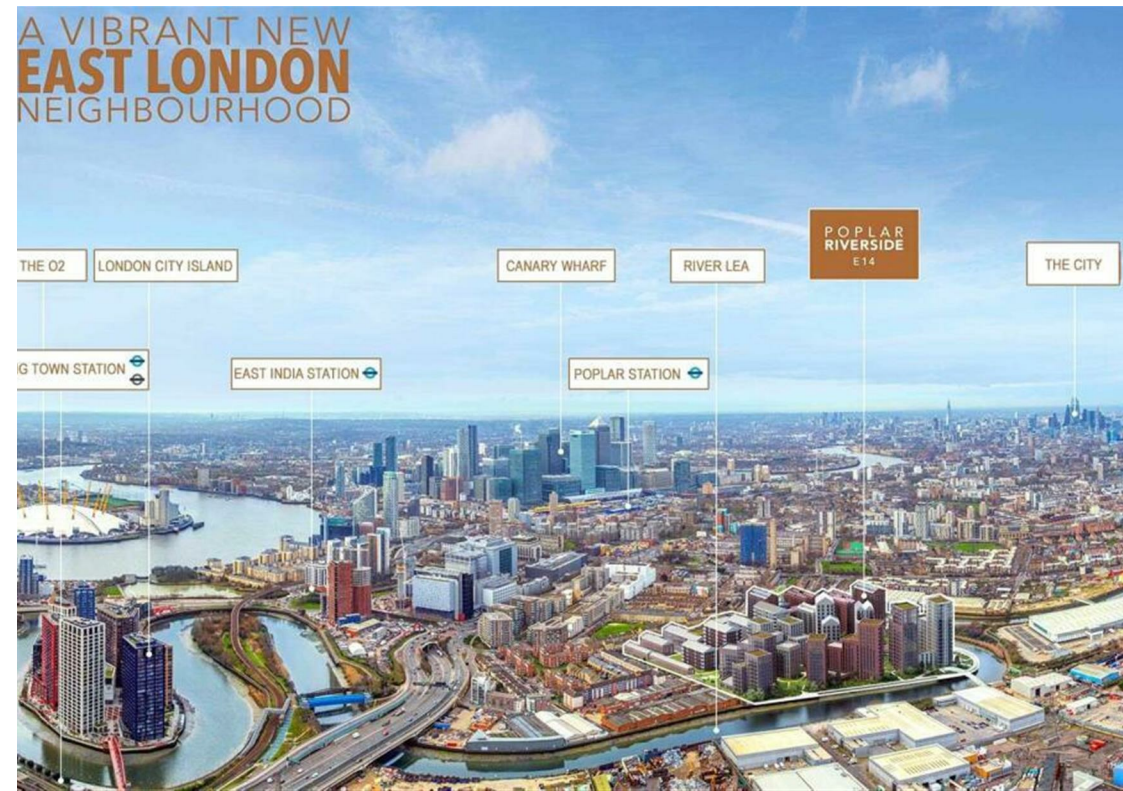 A VIBRANT NEW
EAST LONDON
NEIGHBOURHOOD
POPLAR
RIVERSIDE
E14
THE O2
LONDON CITY ISLAND
CANARY WHARF
RIVER LEA
THE CITY
G TOWN STATION
EAST INDIA STATION
POPLAR STATION